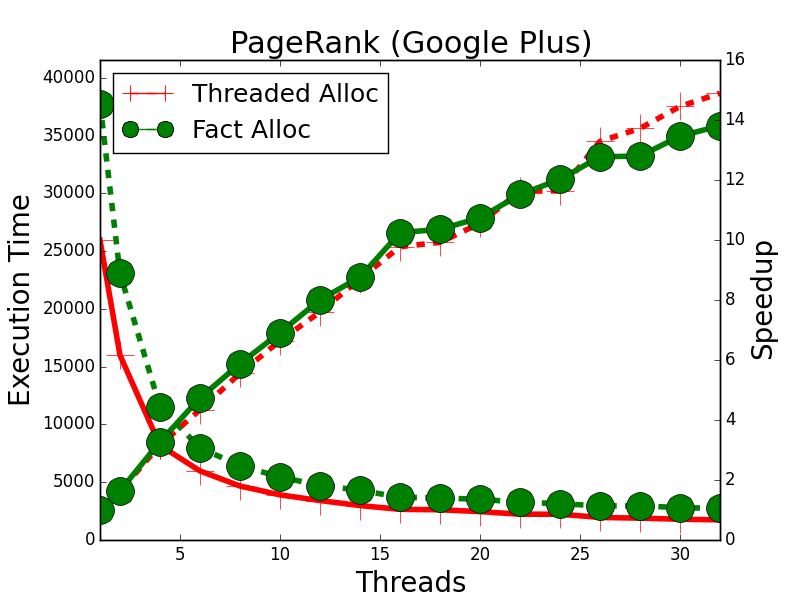 PageRank (Google Plus)
Threaded Alloc
Fact Alloc
Execution Time
40000
35000
30000
25000
20000
15000
10000
5000
0
16
14
12
10
8
6
4
2
0
Speedup
5 10 15 20 25 30
Threads